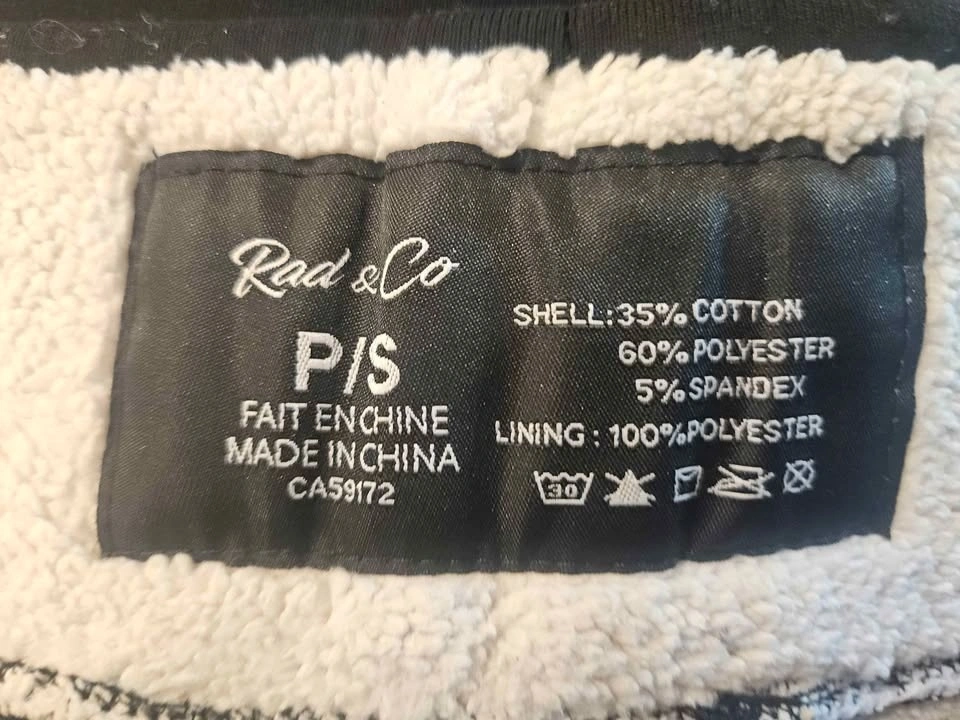 Rad & Co
P/S
FAIT EN CHINE
MADE IN CHINA
CA59172
SHELL: 35% COTTON
60% POLYESTER
5% SPANDEX
LINING : 100% POLYESTER
30